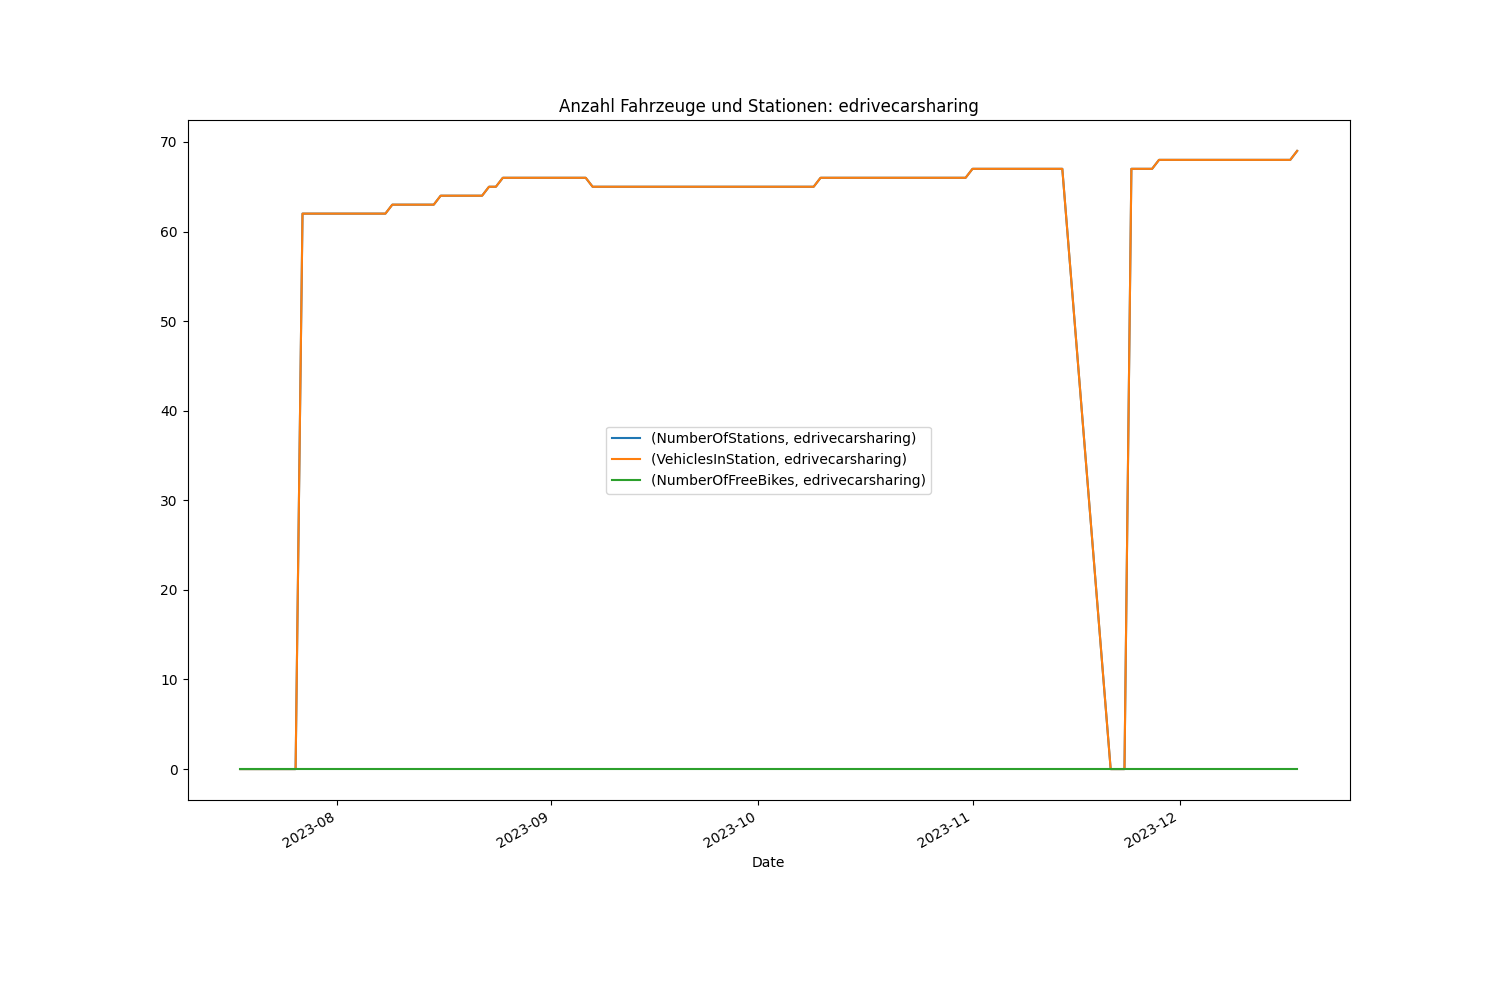 Anzahl Fahrzeuge und Stationen: edrivecarsharing
70
60
50
40
30
20
10
0
(NumberOfStations, edrivecarsharing)
(VehiclesInStation, edrivecarsharing)
(NumberOfFreeBikes, edrivecarsharing)
2023-08
2023-09
2023-10
2023-11
2023-12
Date